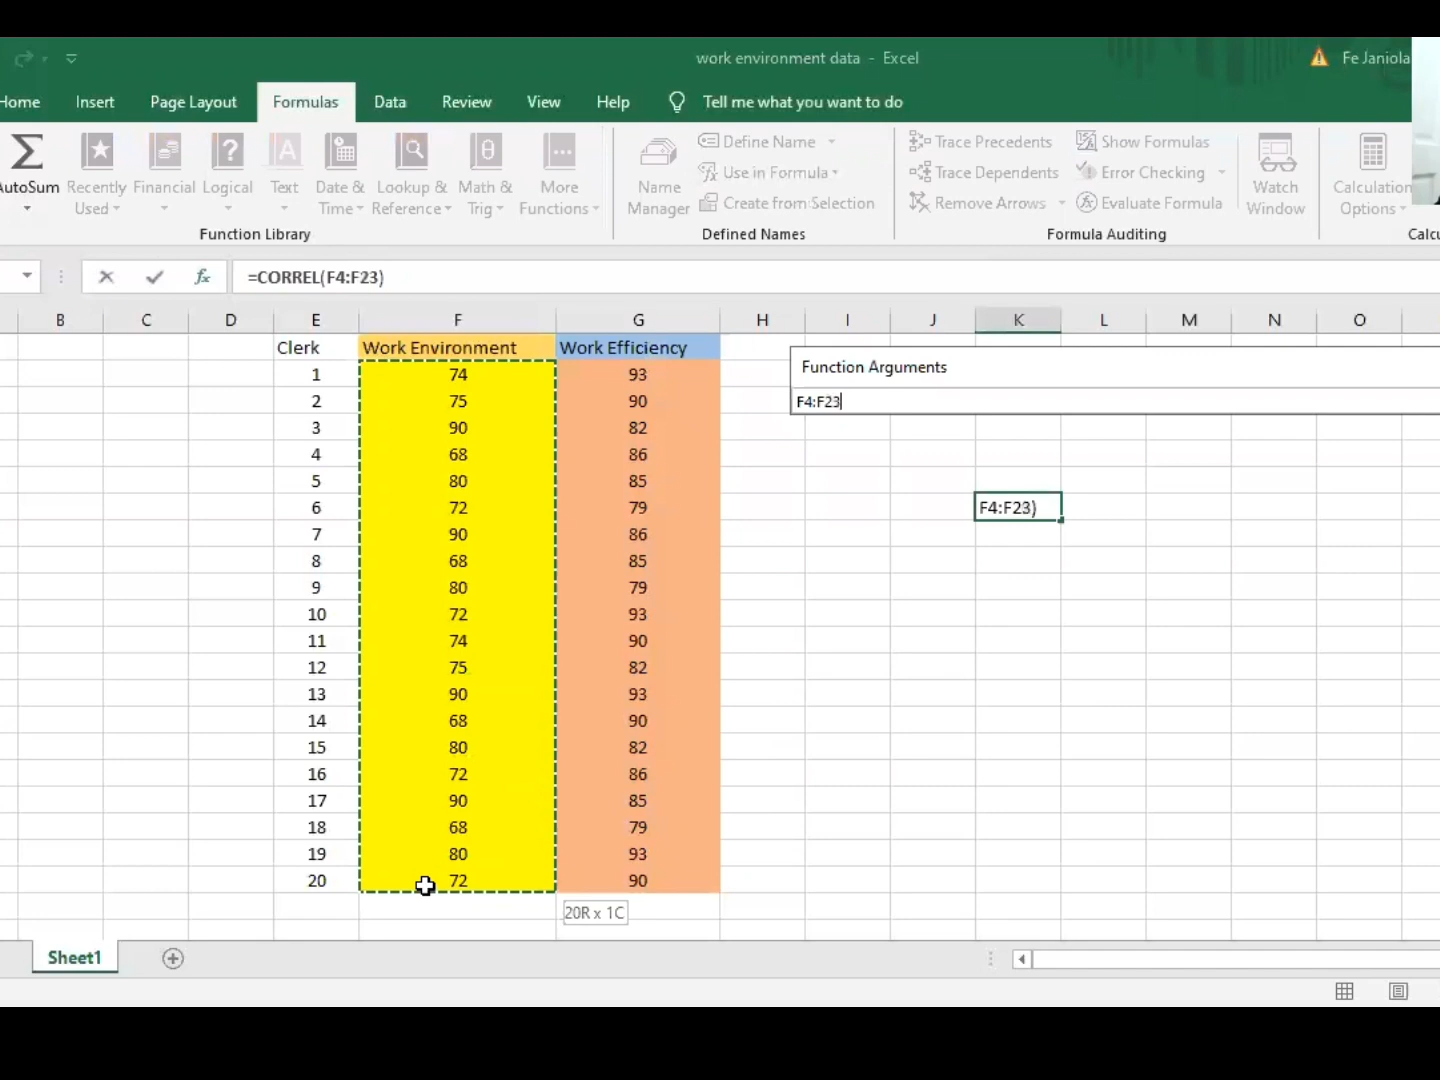 work environment data - Excel
Fe Janiola
Home Insert Page Layout Formulas Data Review View Help Tell me what you want to do
AutoSum
Recently Used
Financial
Logical
Text
Date & Time
Lookup & Reference
Math & Trig
More Functions
Function Library
Name Manager
Define Name
Use in Formula
Create from Selection
Defined Names
Trace Precedents
Trace Dependents
Remove Arrows
Show Formulas
Error Checking
Evaluate Formula
Formula Auditing
Watch Window
Calculation Options
Calcu
fx
=CORREL(F4:F23)
B C D E F G H I J K L M N O
Clerk Work Environment Work Efficiency
Function Arguments
1 74 93
F4:F23
2 75 90
3 90 82
4 68 86
5 80 85
6 72 79 F4:F23)
7 90 86
8 68 85
9 80 79
10 72 93
11 74 90
12 75 82
13 90 93
14 68 90
15 80 82
16 72 86
17 90 85
18 68 79
19 80 93
20 72 90
20R x 1C
Sheet1